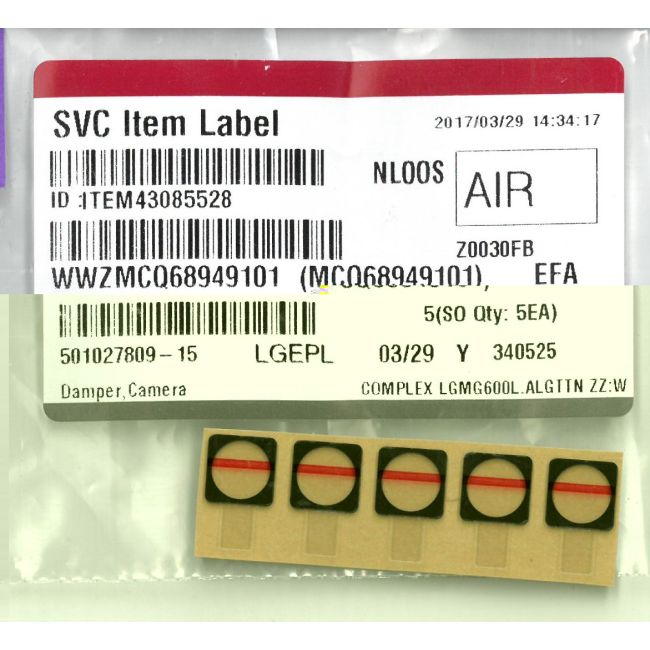 SVC Item Label
2017/03/29 14:34:17
NLOOS
AIR
ID :ITEM43085528
Z0030FB
WWZMCQ68949101 (MCQ68949101), EFA
5(SO Qty: 5EA)
501027809-15 LGEPL 03/29 Y 340525
Damper,Camera COMPLEX LGMG600L.ALGTTN ZZ:W